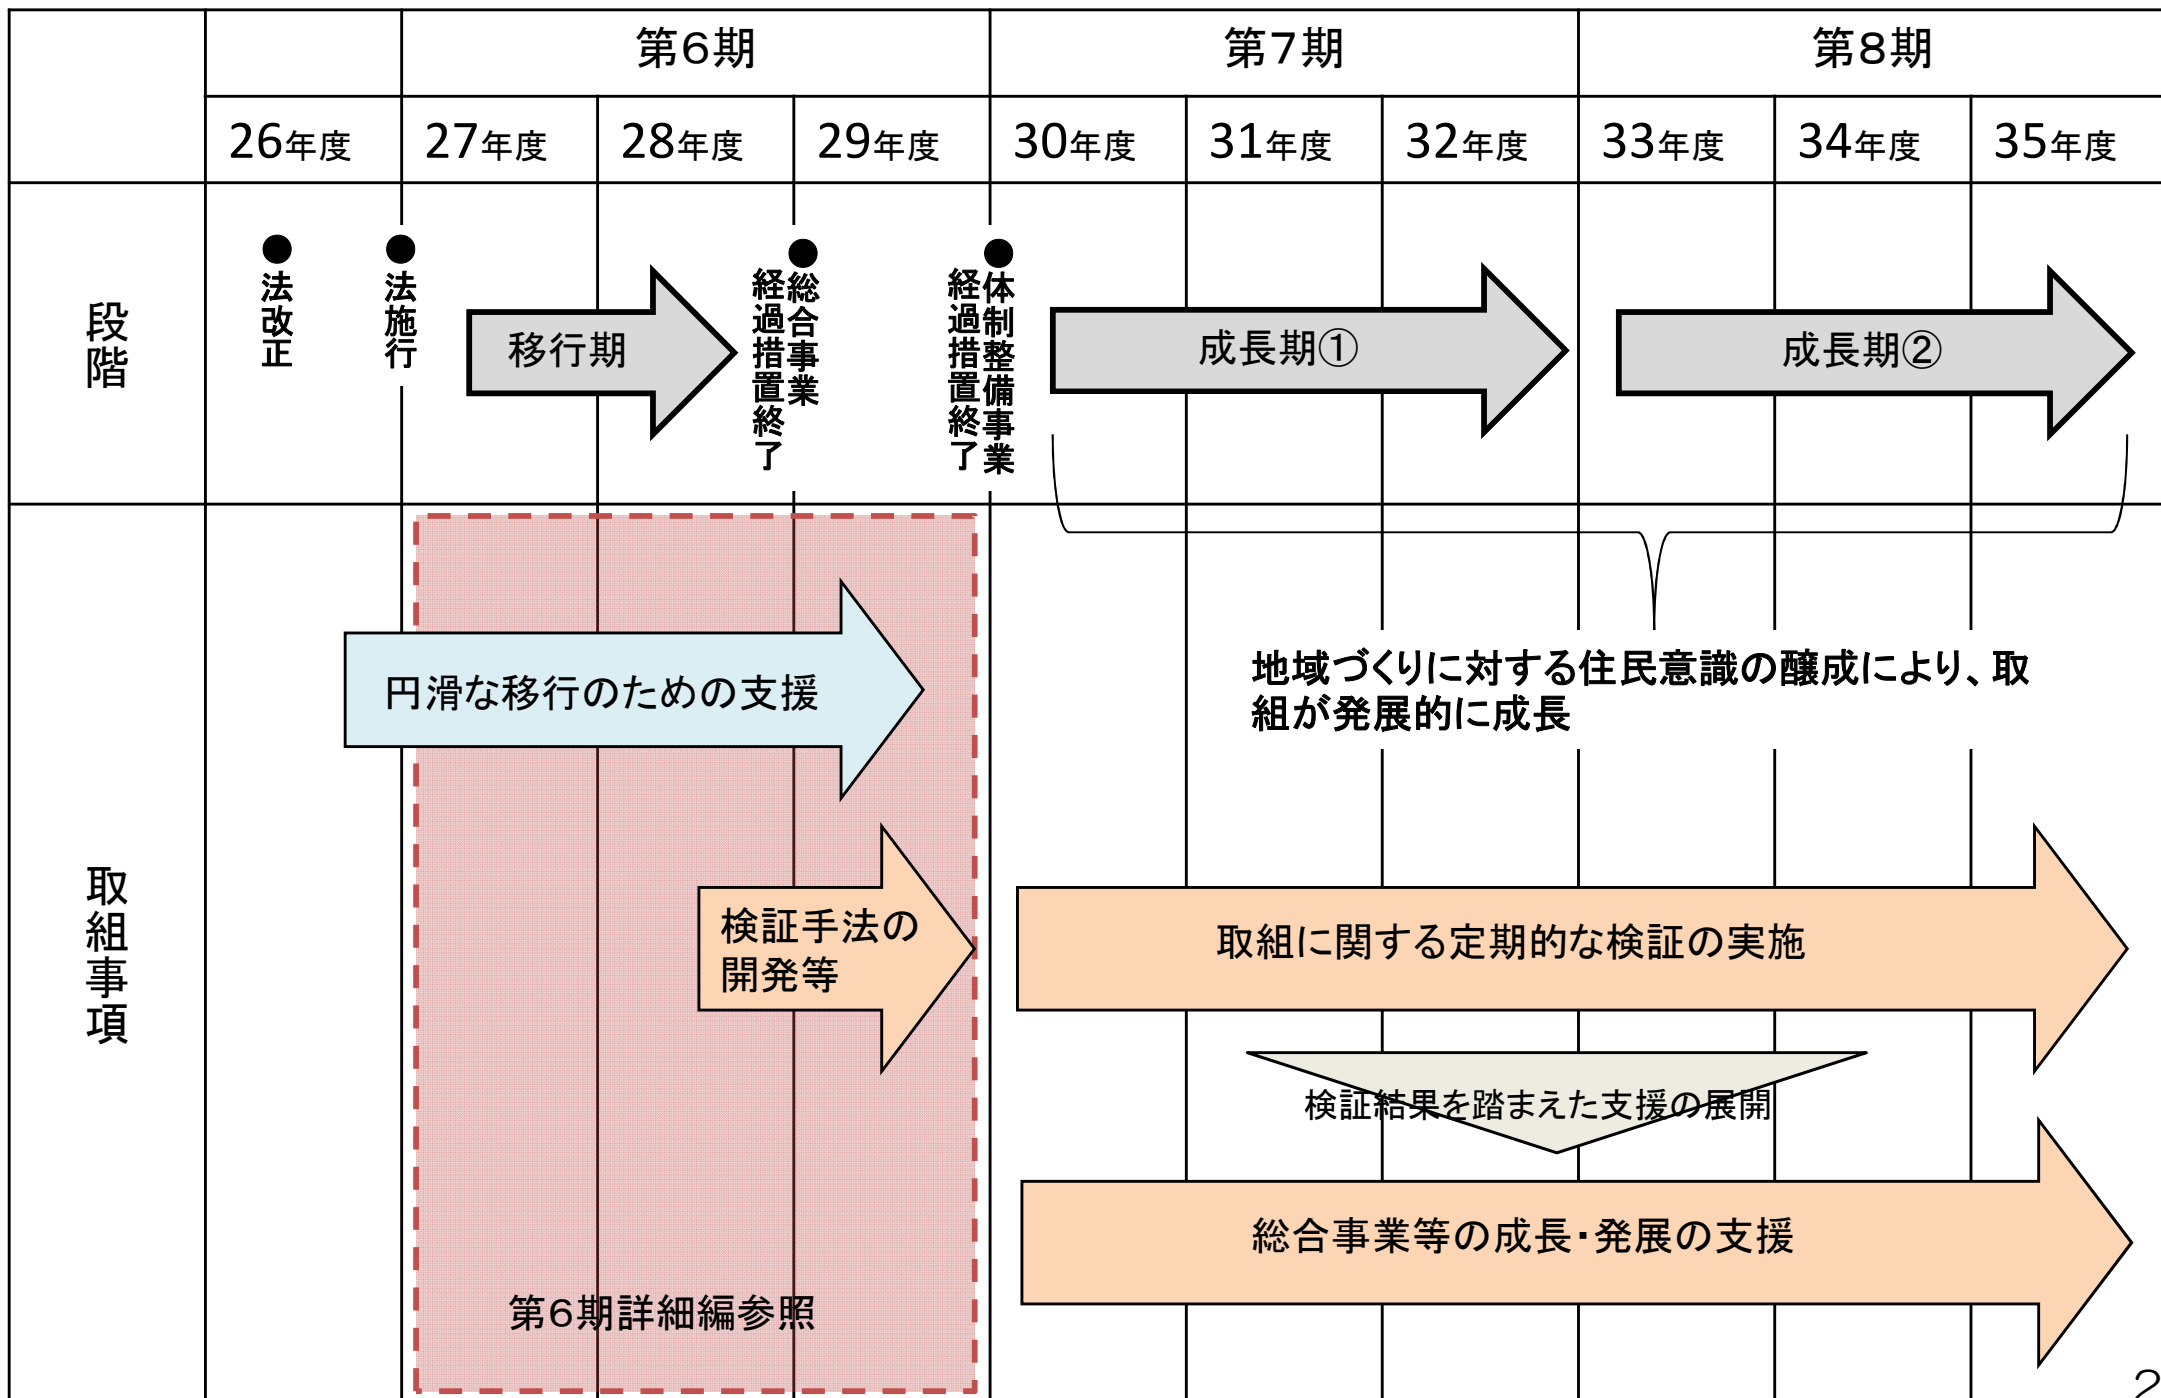 第６期
第７期
第８期
26年度
27年度
28年度
29年度
30年度
31年度
32年度
33年度
34年度
35年度
段階
●法改正
●法施行
移行期
●総合事業
経過措置終了
●体制整備事業
経過措置終了
成長期①
成長期②
取組事項
円滑な移行のための支援
地域づくりに対する住民意識の醸成により、取
組が発展的に成長
検証手法の
開発等
取組に関する定期的な検証の実施
検証結果を踏まえた支援の展開
総合事業等の成長・発展の支援
第６期詳細編参照
2